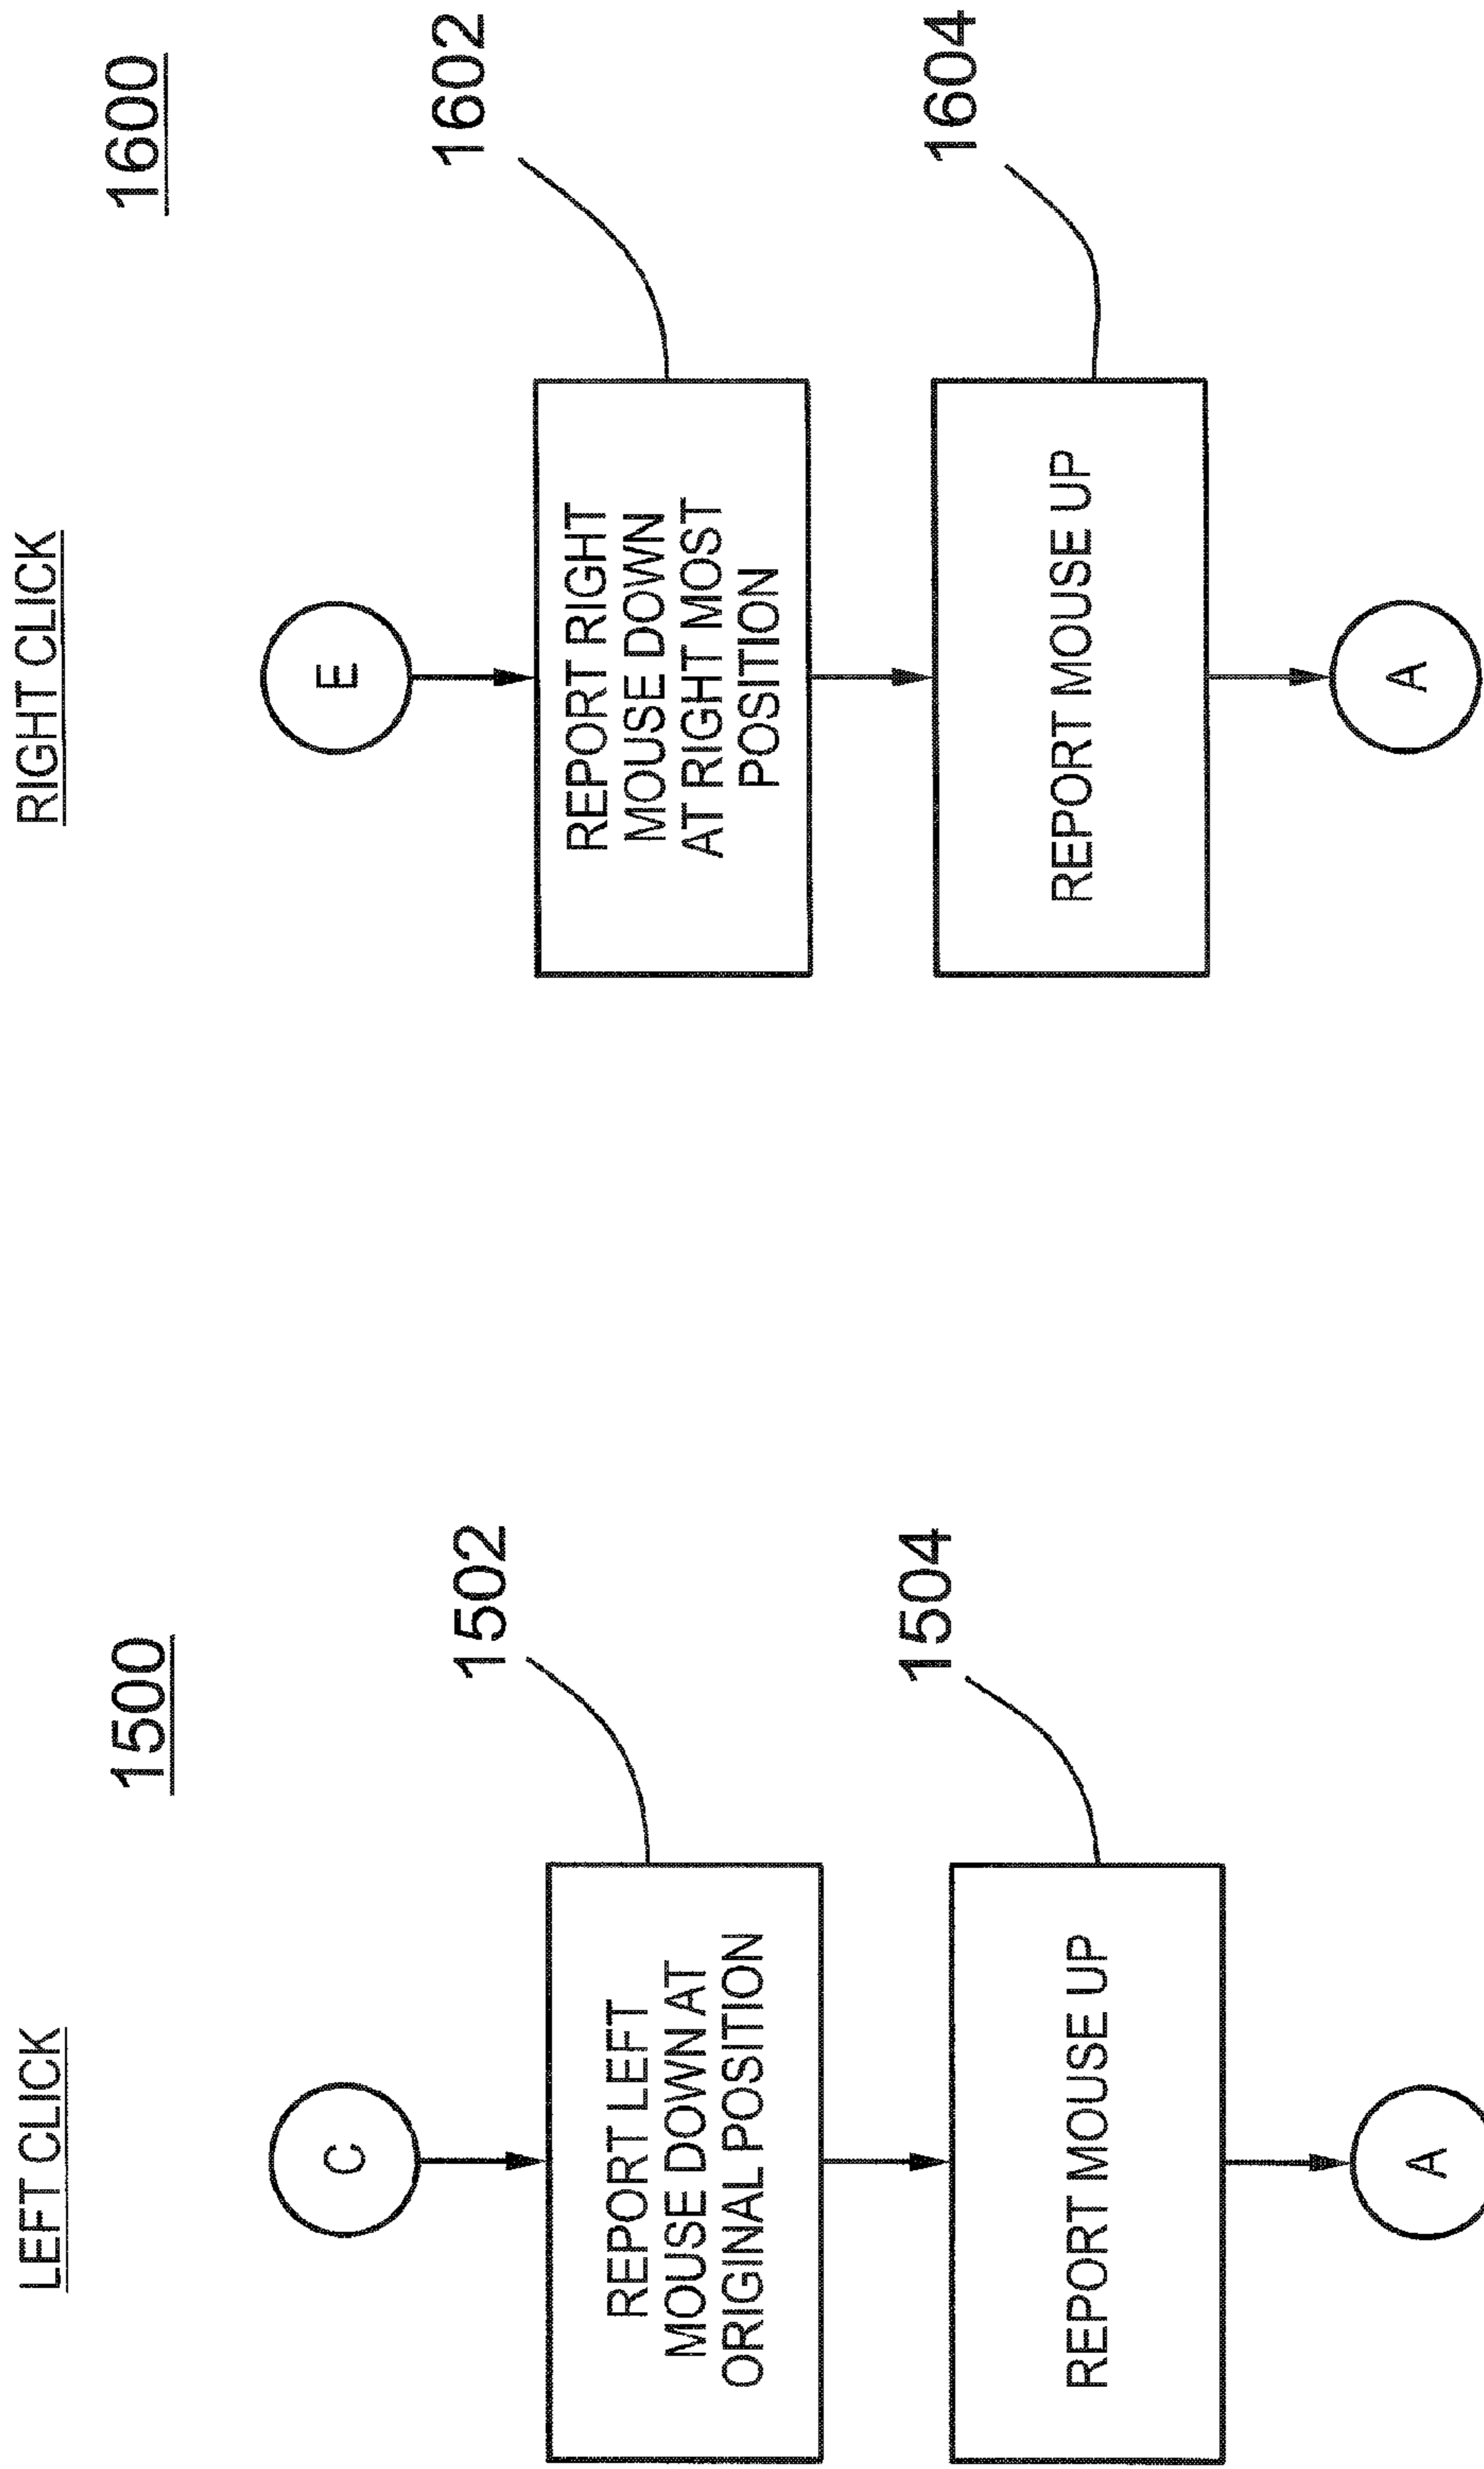 LEFT CLICK
1500
C
1502
REPORT LEFT
MOUSE DOWN AT
ORIGINAL POSITION
1504
REPORT MOUSE UP
A
RIGHT CLICK
1600
E
1602
REPORT RIGHT
MOUSE DOWN
AT RIGHT MOST
POSITION
1604
REPORT MOUSE UP
A